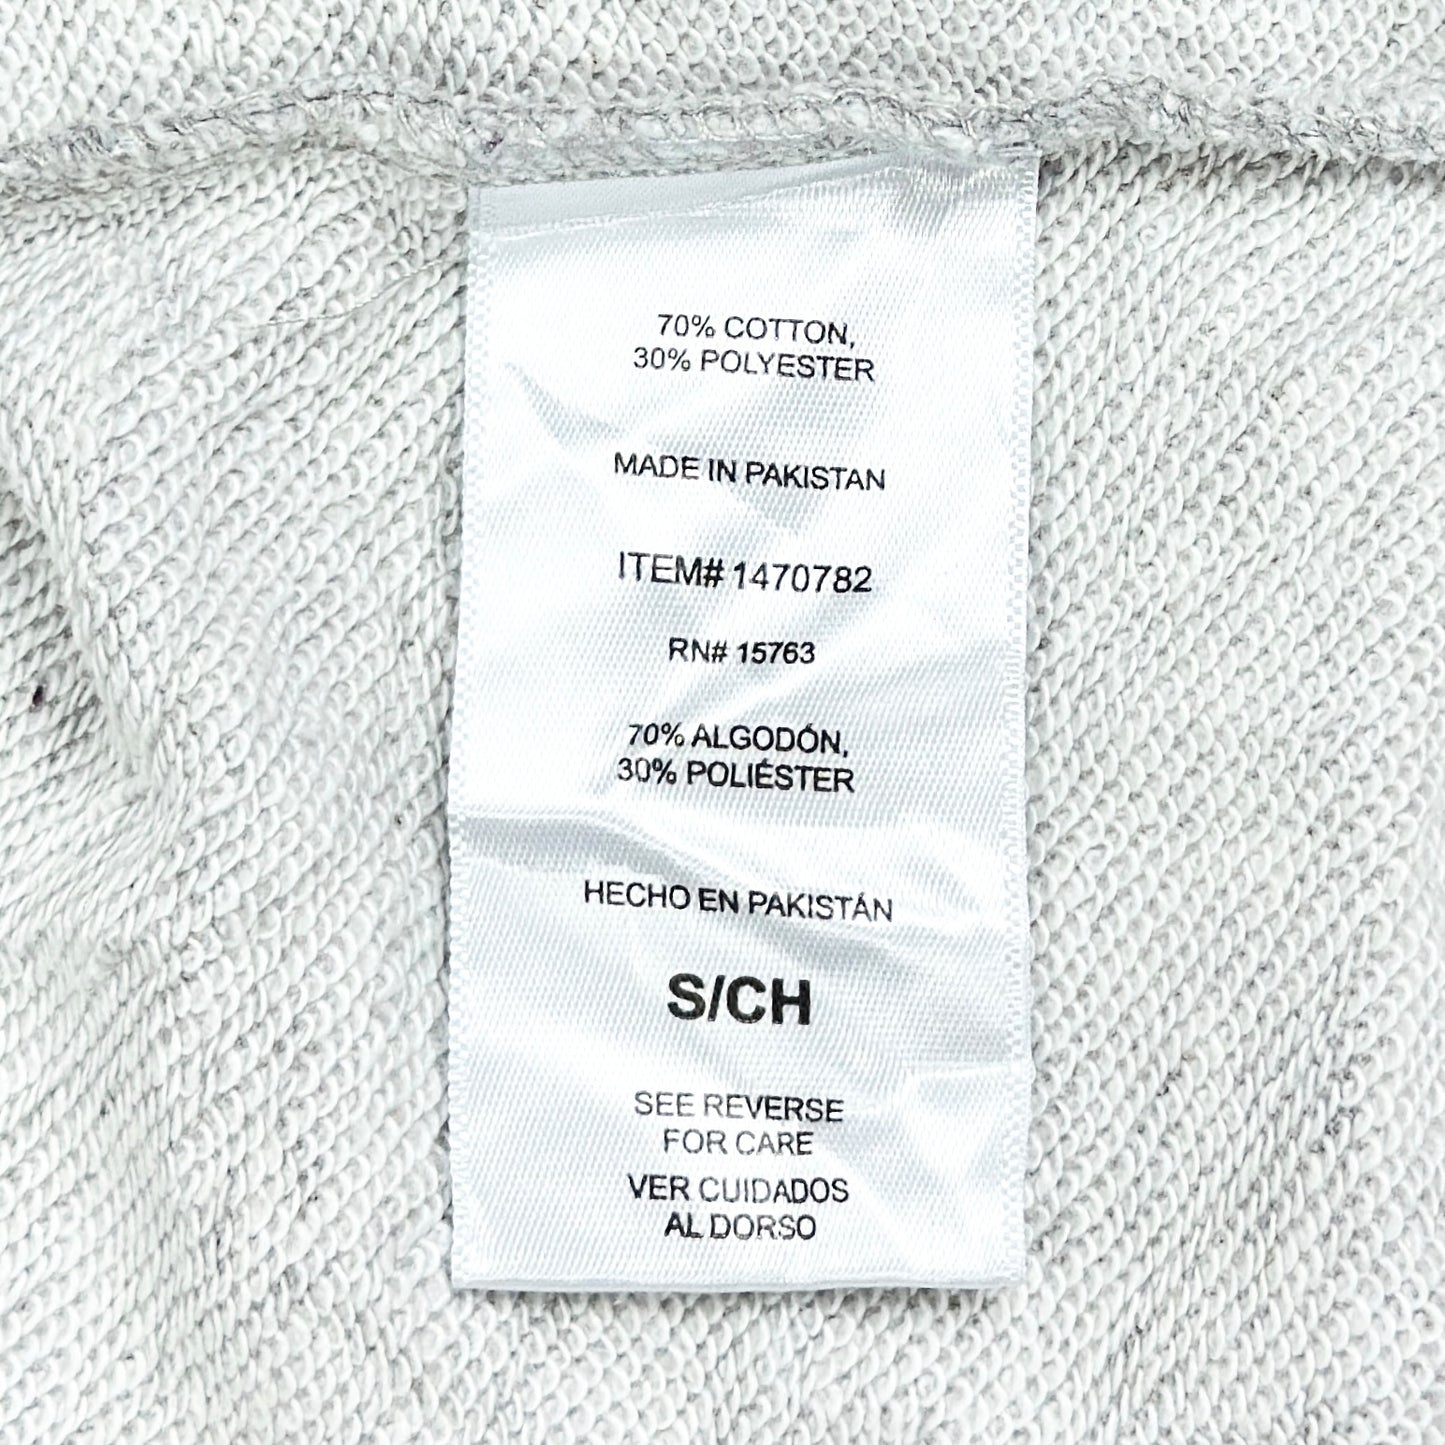 70% COTTON,
30% POLYESTER
MADE IN PAKISTAN
ITEM# 1470782
RN# 15763
70% ALGODÓN,
30% POLIÉSTER
HECHO EN PAKISTÁN
S/CH
SEE REVERSE
FOR CARE
VER CUIDADOS
AL DORSO